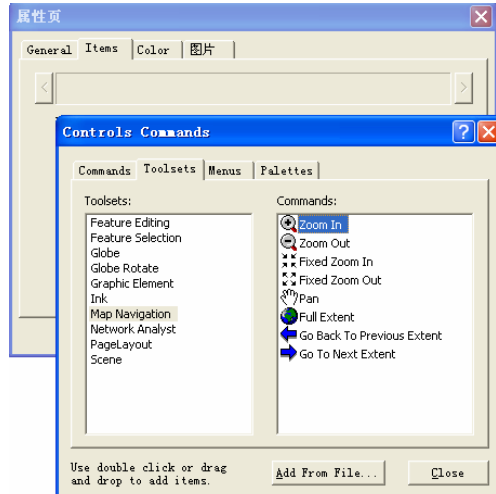 属性页
General Items Color 图片
Controls Commands
Commands Toolsets Menus Palettes
Toolsets:
Feature Editing
Feature Selection
Globe
Globe Rotate
Graphic Element
Ink
Map Navigation
Network Analyst
PageLayout
Scene
Commands:
Zoom In
Zoom Out
Fixed Zoom In
Fixed Zoom Out
Pan
Full Extent
Go Back To Previous Extent
Go To Next Extent
Use double click or drag
and drop to add items.
Add From File...
Close